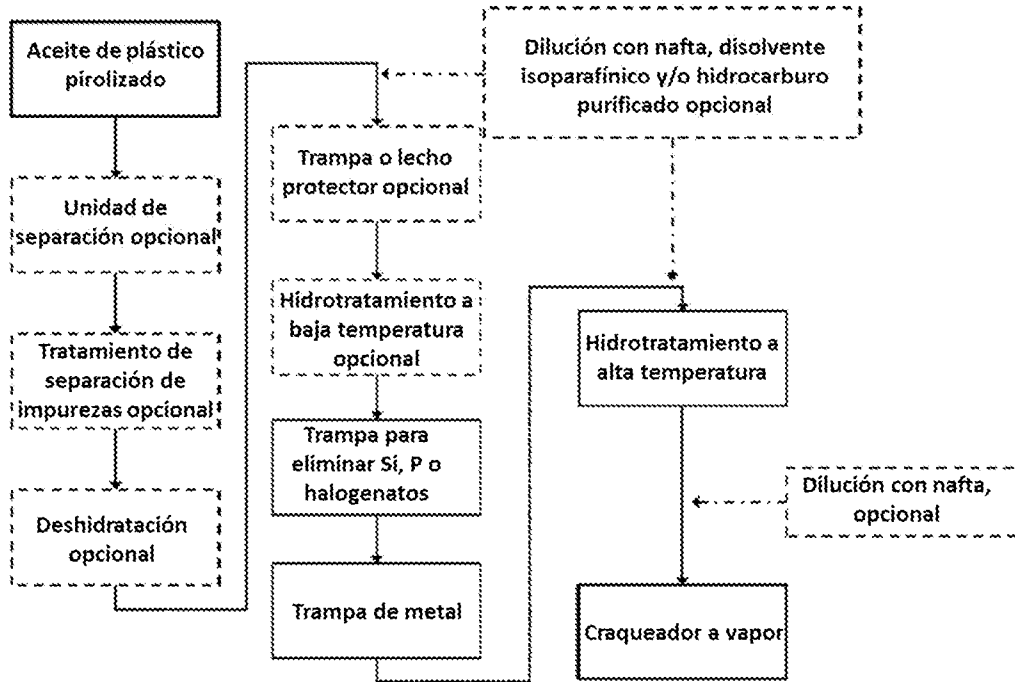 Aceite de plástico
pirolizado
Unidad de
separación opcional
Tratamiento de
separación de
impurezas opcional
Deshidratación
opcional
Dilución con nafta, disolvente
isoparafínico y/o hidrocarburo
purificado opcional
Trampa o lecho
protector opcional
Hidrotratamiento a
baja temperatura
opcional
Trampa para
eliminar Si, P o
halogenatos
Trampa de metal
Hidrotratamiento a
alta temperatura
Dilución con nafta,
opcional
Craqueador a vapor